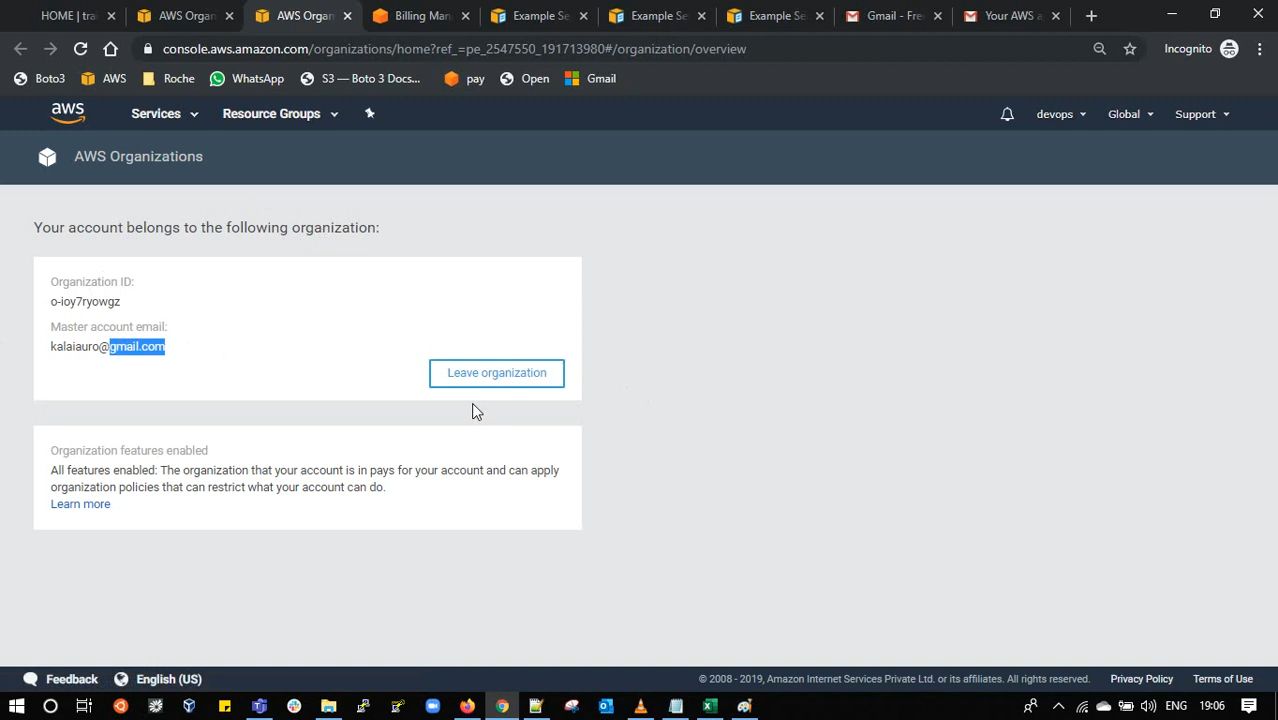 HOME | tra
AWS Organ
AWS Organ
Billing Man
Example Se
Example Se
Example Se
Gmail - Free
Your AWS a
console.aws.amazon.com/organizations/home?ref_=pe_2547550_191713980#/organization/overview
Incognito
Boto3
AWS
Roche
WhatsApp
S3 — Boto 3 Docs...
pay
Open
Gmail
aws
Services
Resource Groups
devops
Global
Support
AWS Organizations
Your account belongs to the following organization:
Organization ID:
o-ioy7ryowgz
Master account email:
kalaiauro@gmail.com
Leave organization
Organization features enabled
All features enabled: The organization that your account is in pays for your account and can apply
organization policies that can restrict what your account can do.
Learn more
Feedback
English (US)
© 2008 - 2019, Amazon Internet Services Private Ltd. or its affiliates. All rights reserved.
Privacy Policy
Terms of Use
ENG
19:06